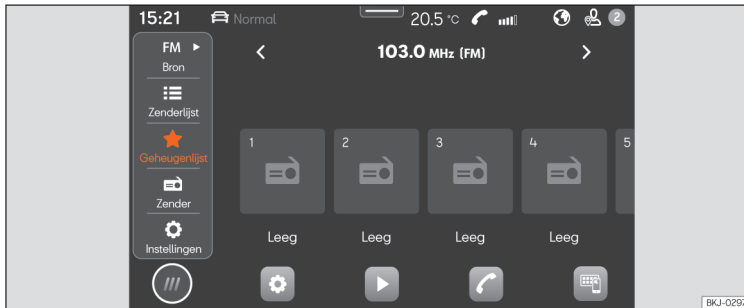 15:21 Normal 20.5 °C 2
FM
Bron
Zenderlijst
Geheugenlijst
Zender
Instellingen
103.0 MHz (FM)
1 2 3 4 5
Leeg Leeg Leeg Leeg
BKJ-0297